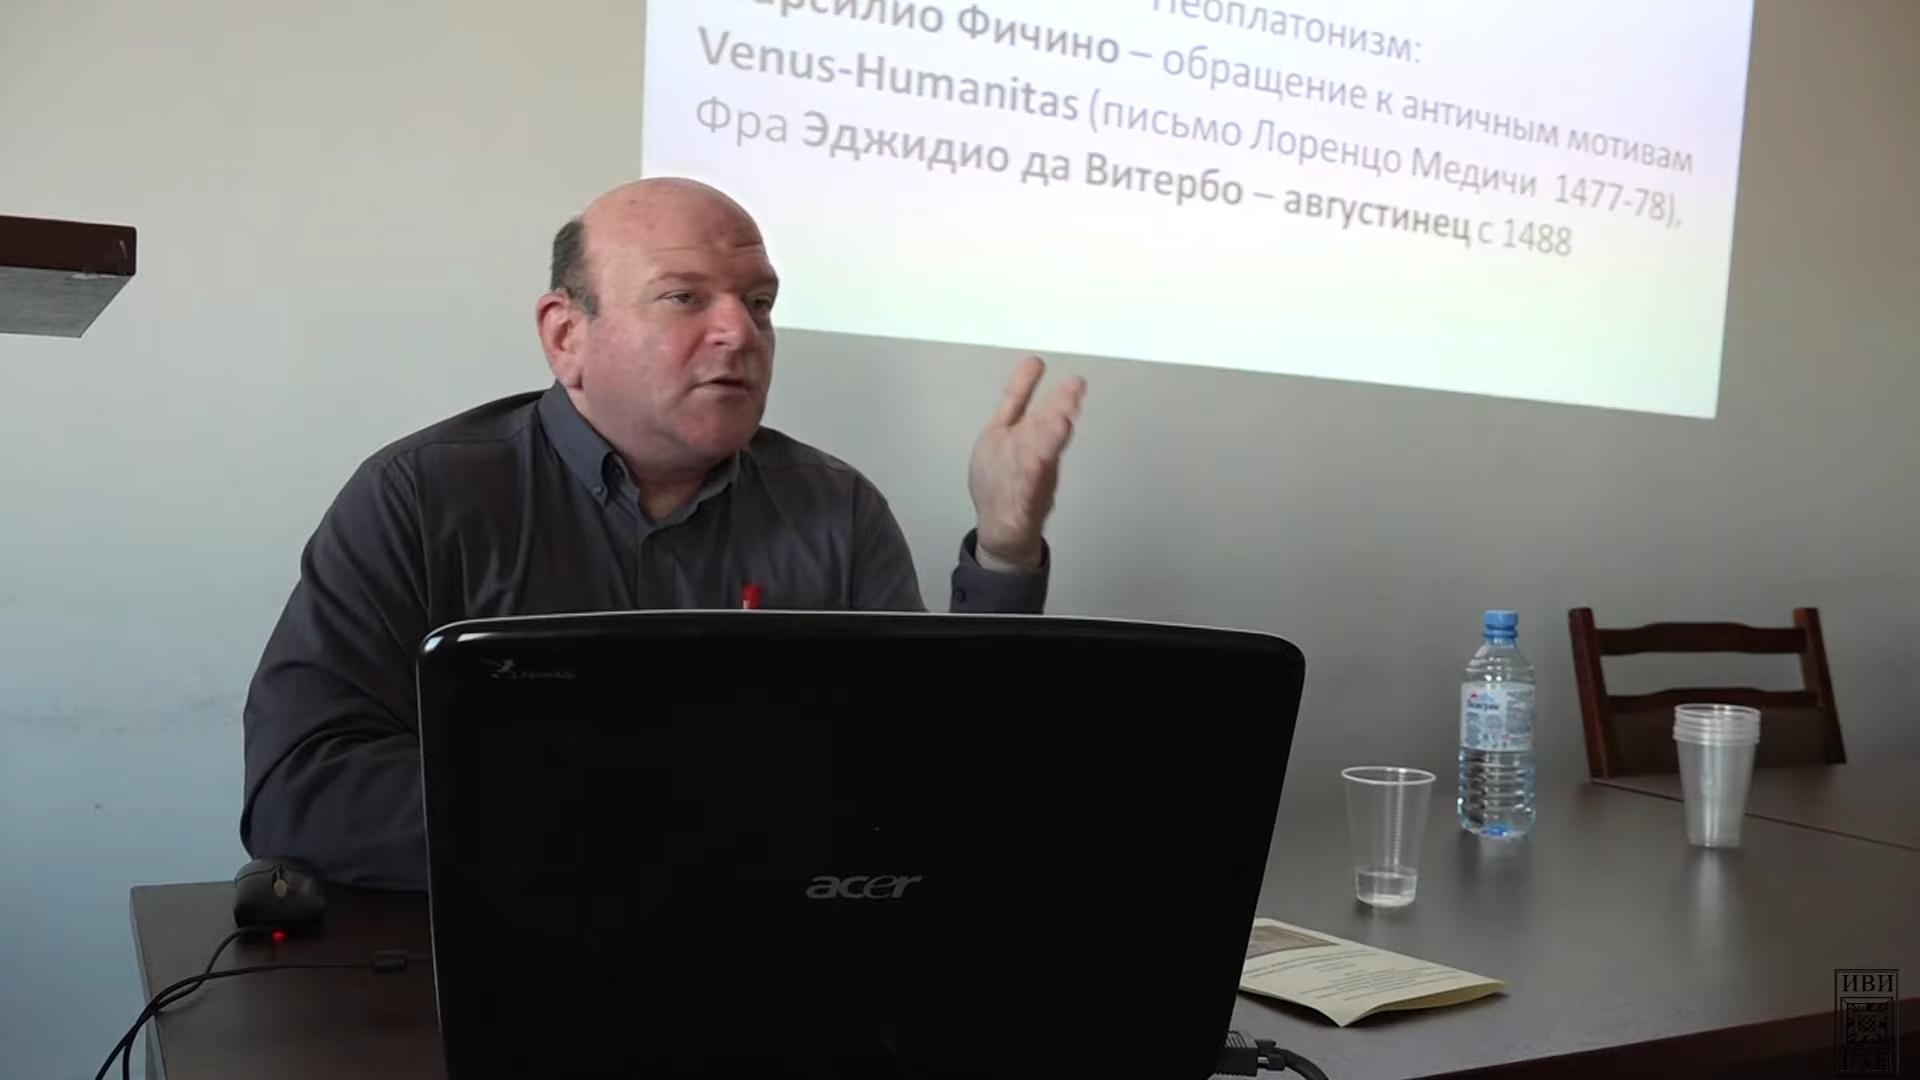 Неоплатонизм:
Марсилио Фичино – обращение к античным мотивам
Venus-Humanitas (письмо Лоренцо Медичи 1477-78),
Фра Эджидио да Витербо – августинец с 1488
acer
ИВИ
РАН